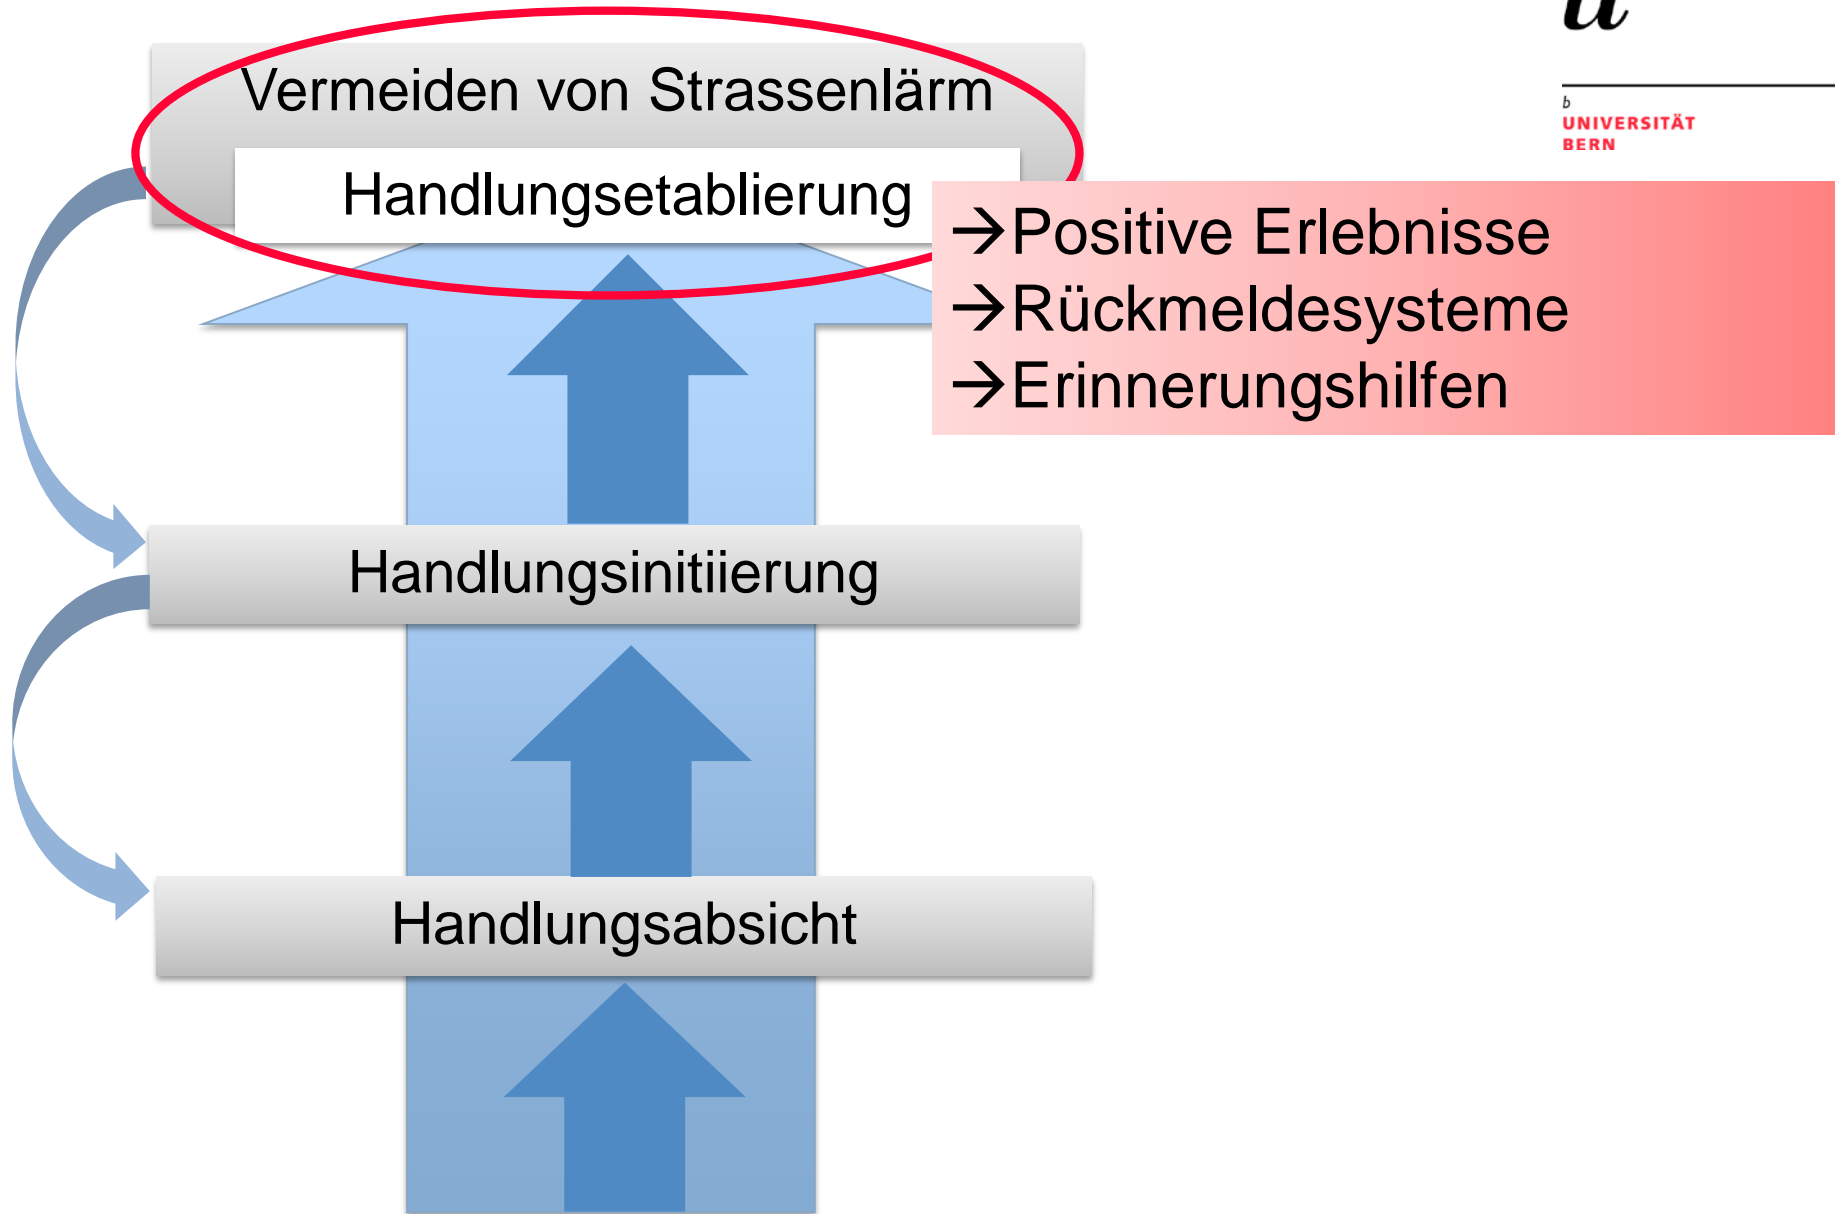 u
b
UNIVERSITÄT
BERN
Vermeiden von Strassenlärm
Handlungsetablierung
→Positive Erlebnisse
→Rückmeldesysteme
→Erinnerungshilfen
Handlungsinitiierung
Handlungsabsicht